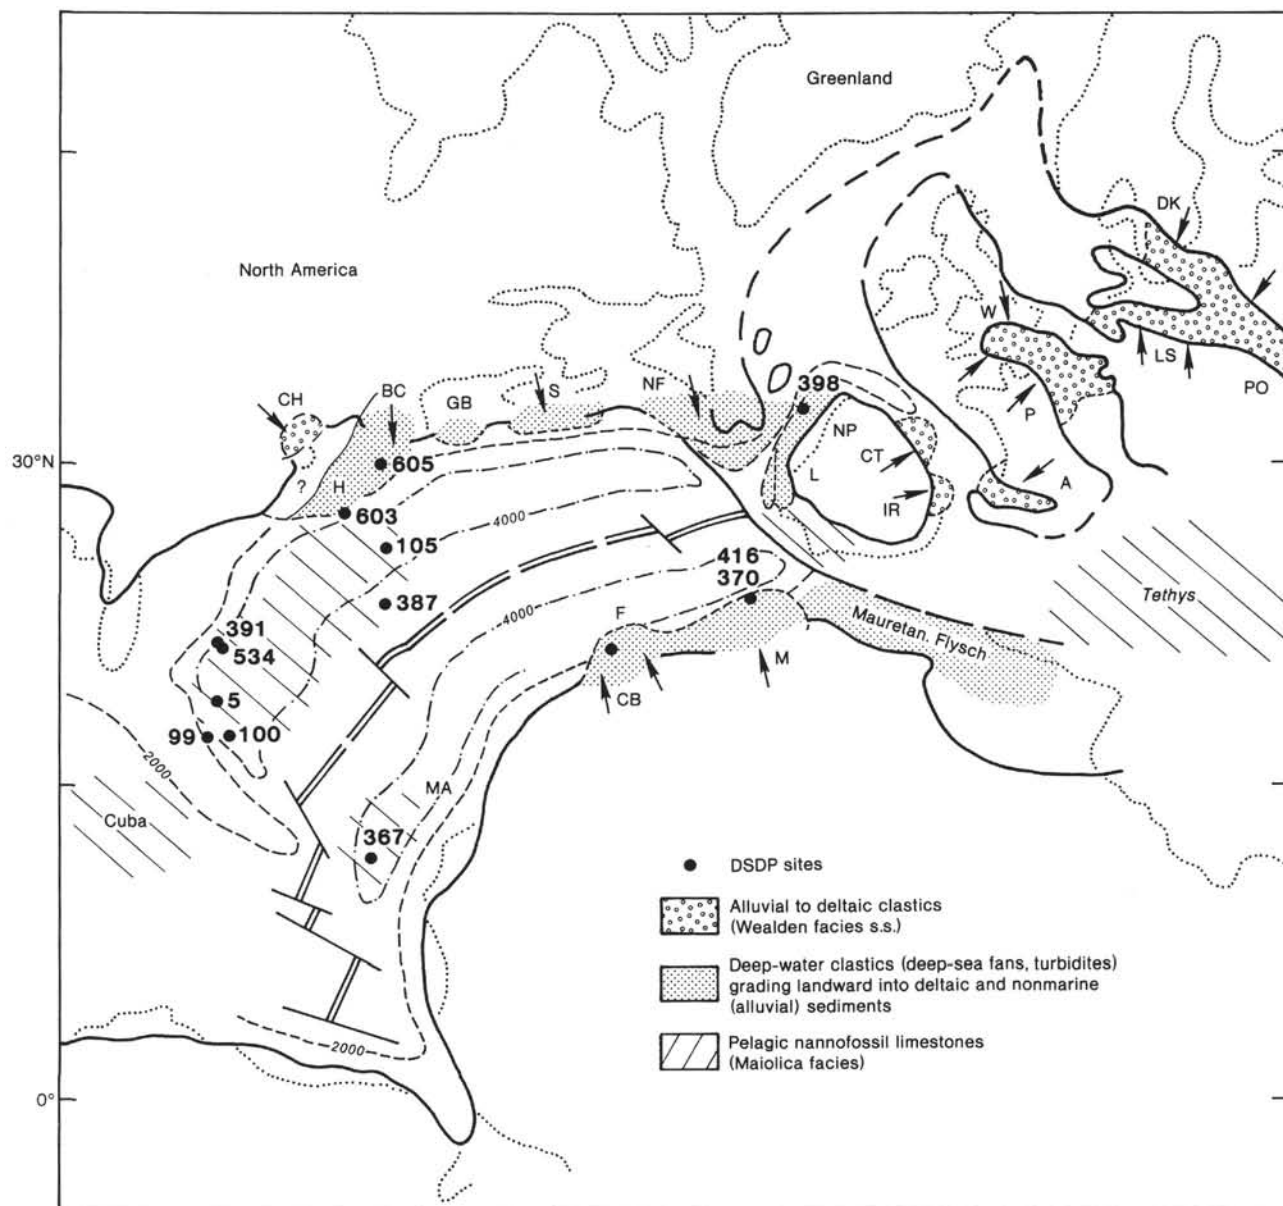 Greenland
DK
North America
W
LS
PO
CH
BC
GB
S
NF
398
P
NP
CT
30°N
605
L
A
?
H
IR
603
4000
105
416
370
Tethys
387
4000
F
Mauretan. Flysch
391
534
M
CB
5
99
100
2000
MA
Cuba
367
DSDP sites
Alluvial to deltaic clastics
(Wealden facies s.s.)
Deep-water clastics (deep-sea fans, turbidites)
grading landward into deltaic and nonmarine
(alluvial) sediments
2000
Pelagic nannofossil limestones
(Maiolica facies)
0°